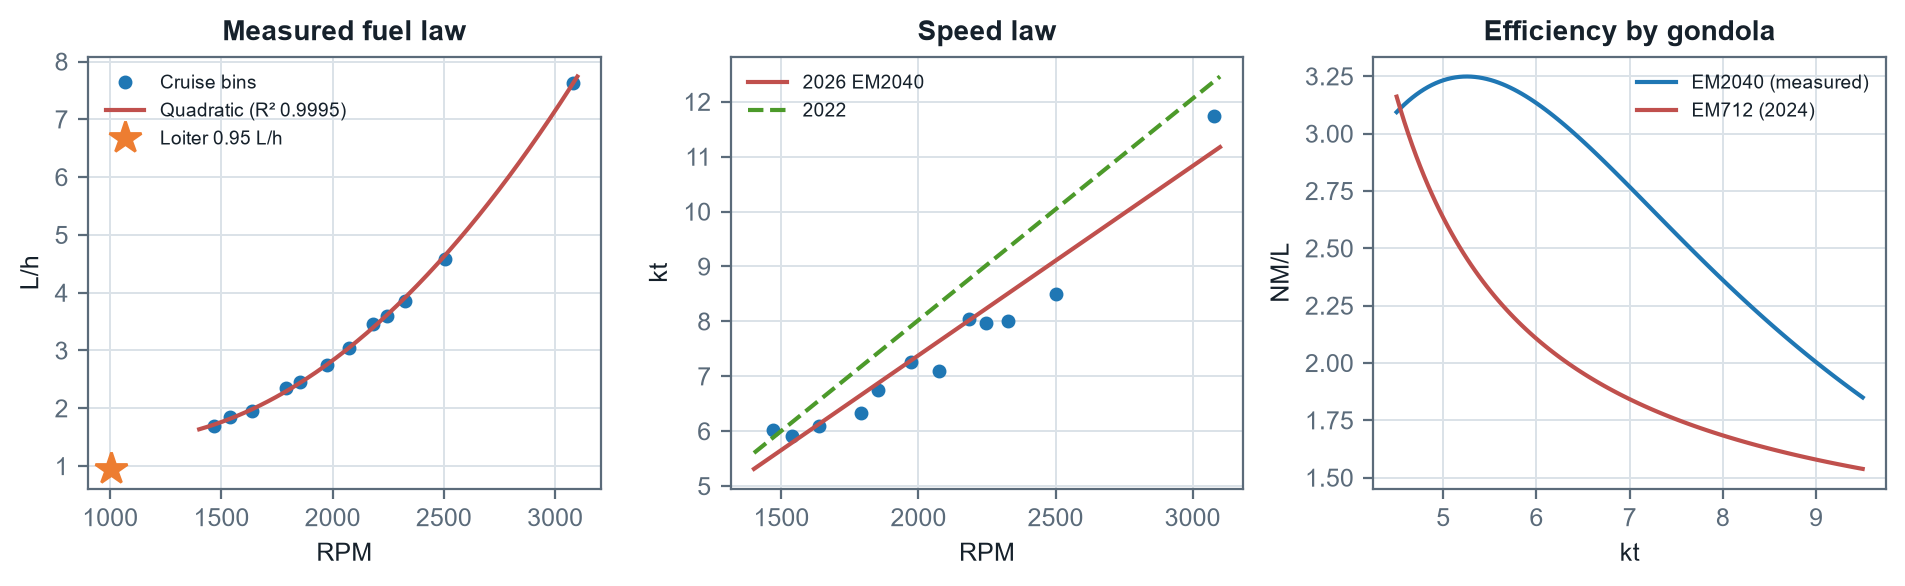 Measured fuel law
L/h
8
7
6
5
4
3
2
1
Cruise bins
Quadratic (R² 0.9995)
Loiter 0.95 L/h
1000 1500 2000 2500 3000
RPM
Speed law
kt
12
11
10
9
8
7
6
5
2026 EM2040
2022
1500 2000 2500 3000
RPM
Efficiency by gondola
NM/L
3.25
3.00
2.75
2.50
2.25
2.00
1.75
1.50
EM2040 (measured)
EM712 (2024)
5 6 7 8 9
kt